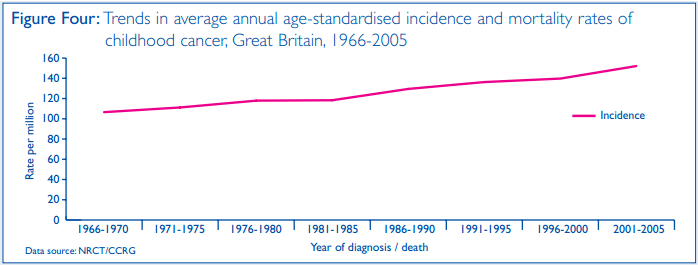 Figure Four: Trends in average annual age-standardised incidence and mortality rates of
childhood cancer, Great Britain, 1966-2005
160
140
120
100
80
60
40
20
0
Rate per million
Incidence
1966-1970 1971-1975 1976-1980 1981-1985 1986-1990 1991-1995 1996-2000 2001-2005
Year of diagnosis / death
Data source: NRCT/CCRG